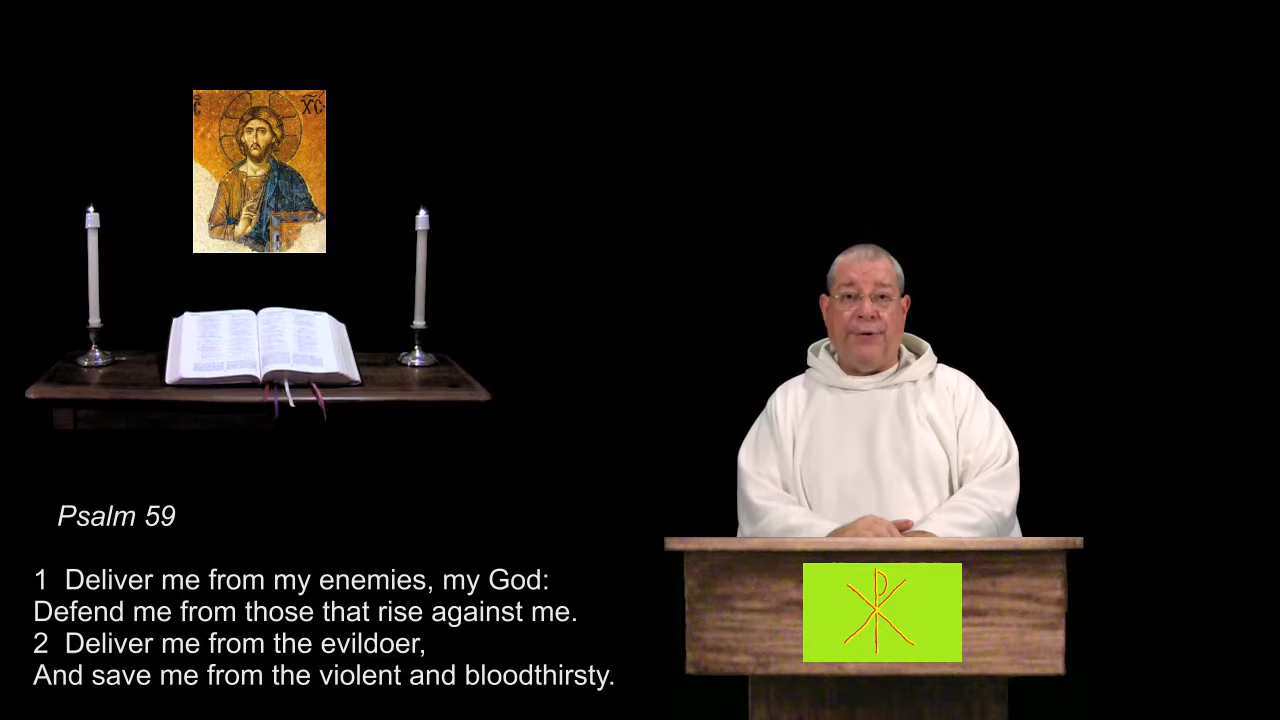 XC
Psalm 59
1 Deliver me from my enemies, my God:
Defend me from those that rise against me.
2 Deliver me from the evildoer,
And save me from the violent and bloodthirsty.